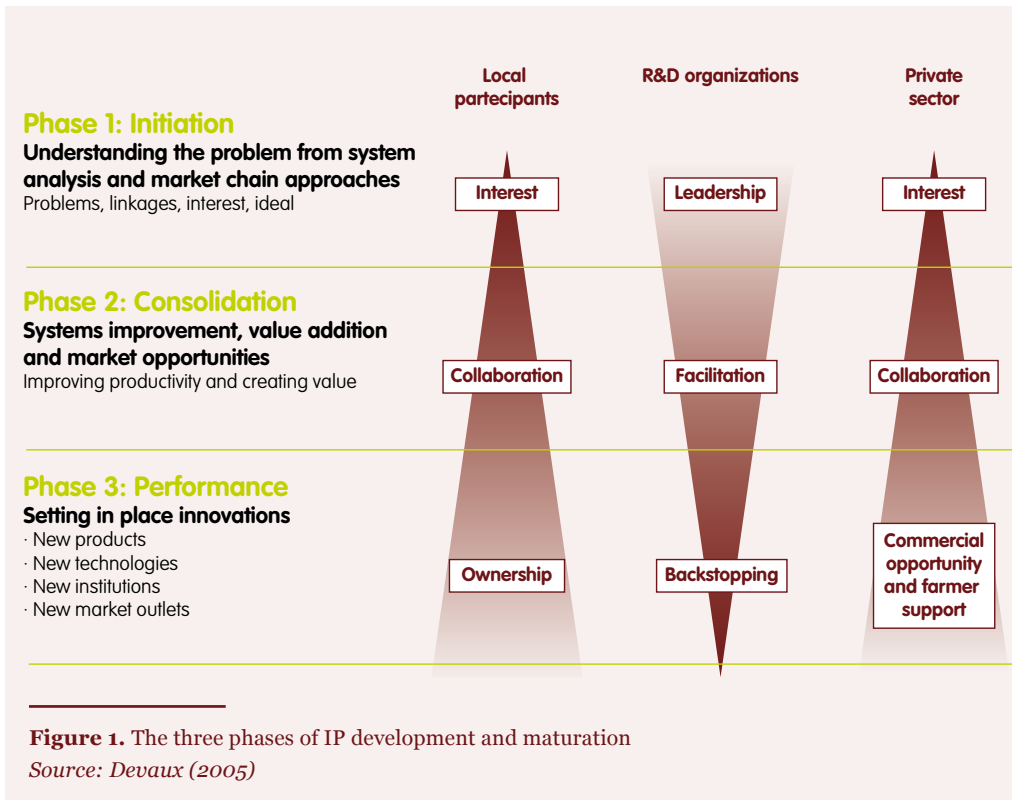 Local
partecipants
R&D organizations
Private
sector
Phase 1: Initiation
Understanding the problem from system
analysis and market chain approaches
Problems, linkages, interest, ideal
Interest
Leadership
Interest
Phase 2: Consolidation
Systems improvement, value addition
and market opportunities
Improving productivity and creating value
Collaboration
Facilitation
Collaboration
Phase 3: Performance
Setting in place innovations
· New products
· New technologies
· New institutions
· New market outlets
Ownership
Backstopping
Commercial
opportunity
and farmer
support
Figure 1. The three phases of IP development and maturation
Source: Devaux (2005)